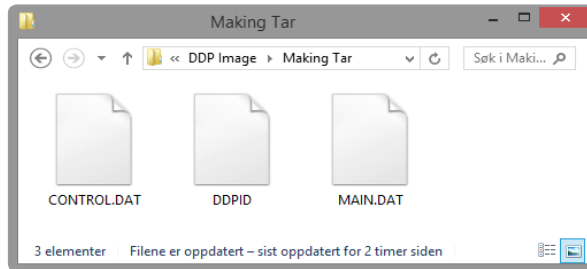 Making Tar
« DDP Image Making Tar
Søk i Maki...
CONTROL.DAT
DDPID
MAIN.DAT
3 elementer Filene er oppdatert – sist oppdatert for 2 timer siden